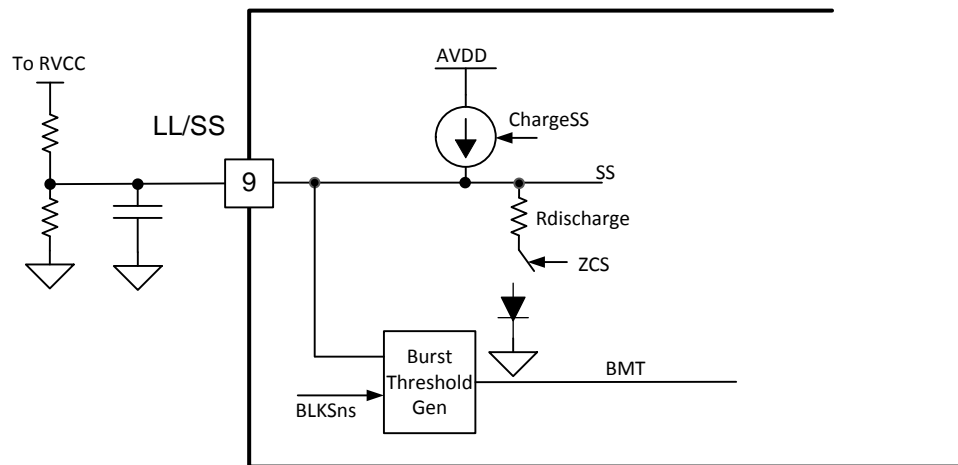 To RVCC
LL/SS
9
AVDD
ChargeSS
SS
Rdischarge
ZCS
Burst
Threshold
Gen
BLKSns
BMT